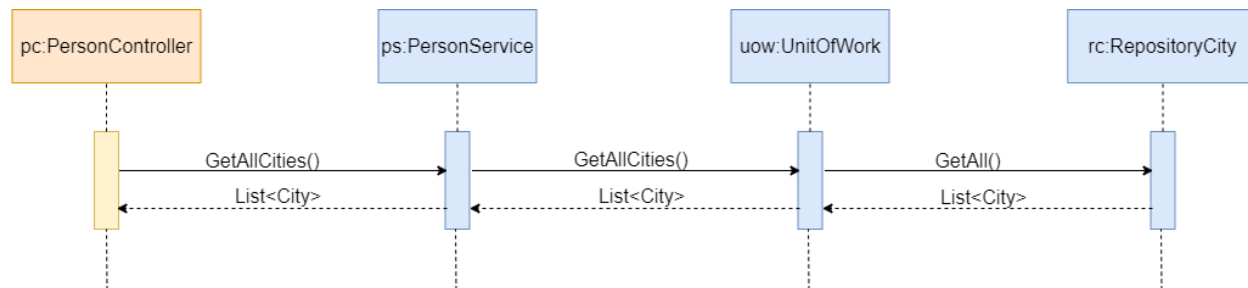 pc:PersonController
ps:PersonService
uow:UnitOfWork
rc:RepositoryCity
GetAllCities()
GetAllCities()
GetAll()
List<City>
List<City>
List<City>